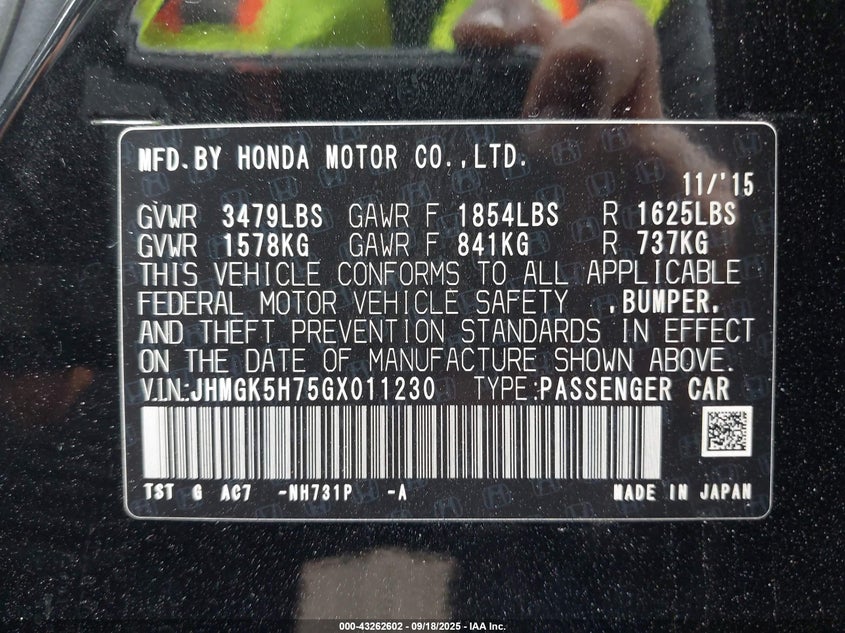 MFD.BY HONDA MOTOR CO.,LTD.
11/'15
GVWR 3479LBS GAWR F 1854LBS R 1625LBS
GVWR 1578KG GAWR F 841KG R 737KG
THIS VEHICLE CONFORMS TO ALL APPLICABLE
FEDERAL MOTOR VEHICLE SAFETY ,BUMPER,
AND THEFT PREVENTION STANDARDS IN EFFECT
ON THE DATE OF MANUFACTURE SHOWN ABOVE.
V.I.N.:JHMGK5H75GX011230 TYPE:PASSENGER CAR
TST G AC7 -NH731P -A MADE IN JAPAN
000-43262602 - 09/18/2025 - IAA Inc.